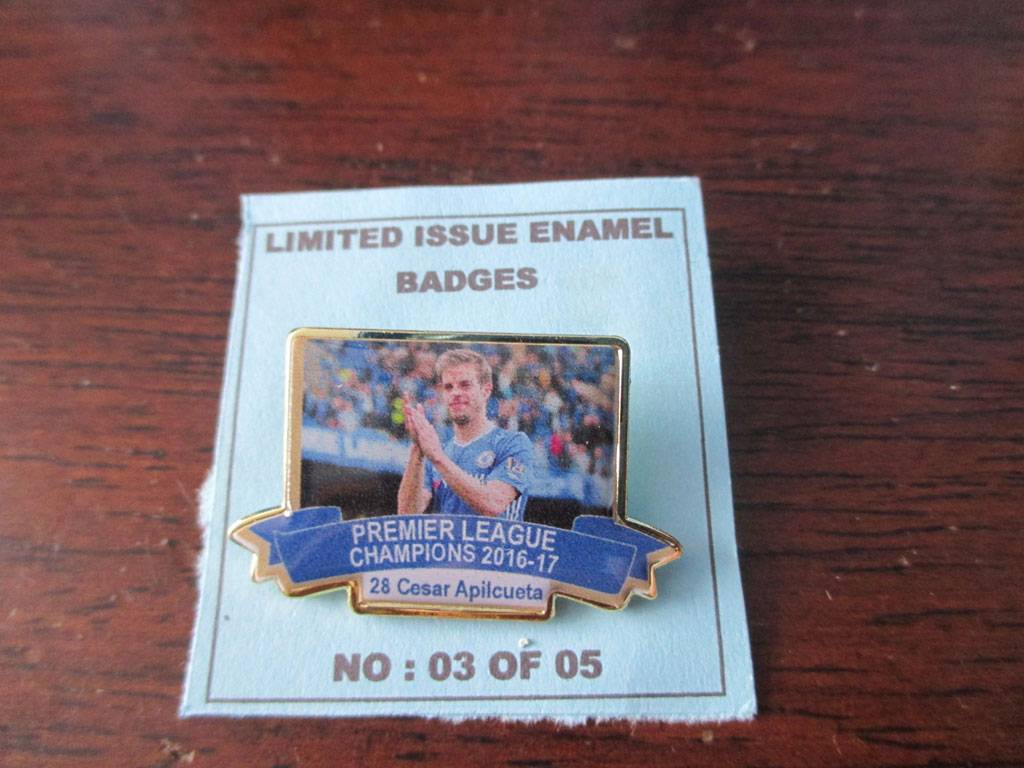 LIMITED ISSUE ENAMEL
BADGES
PREMIER LEAGUE
CHAMPIONS 2016-17
28 Cesar Apilcueta
NO : 03 OF 05